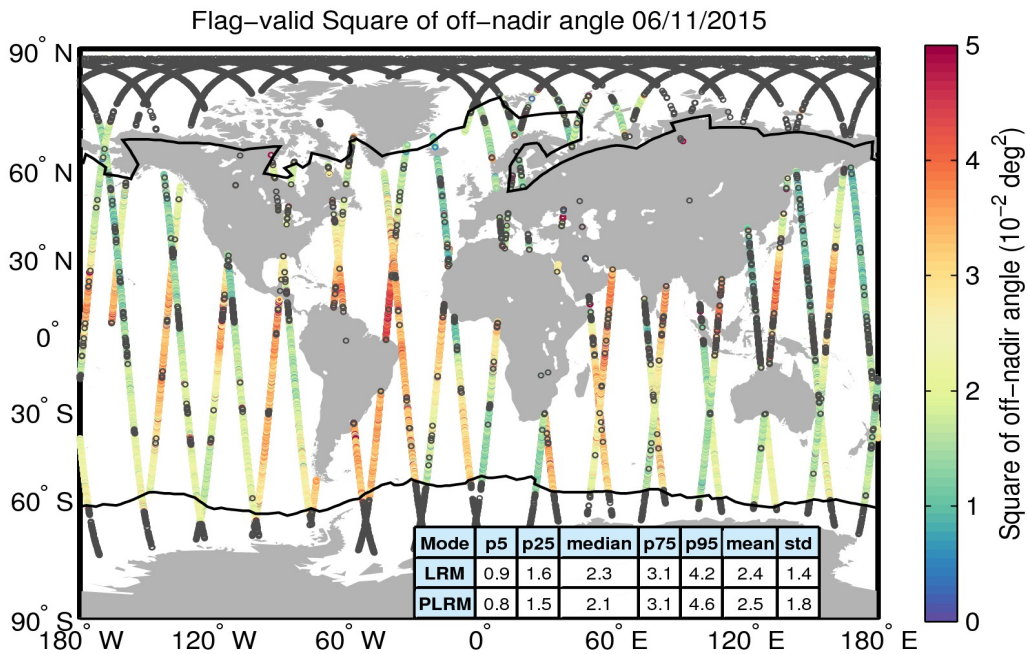 Flag-valid Square of off-nadir angle 06/11/2015
90° N
60° N
30° N
0°
30° S
60° S
90° S
180° W
120° W
60° W
0°
60° E
120° E
180° E
Mode p5 p25 median p75 p95 mean std
LRM 0.9 1.6 2.3 3.1 4.2 2.4 1.4
PLRM 0.8 1.5 2.1 3.1 4.6 2.5 1.8
5
4
3
2
1
0
Square of off-nadir angle (10⁻² deg²)